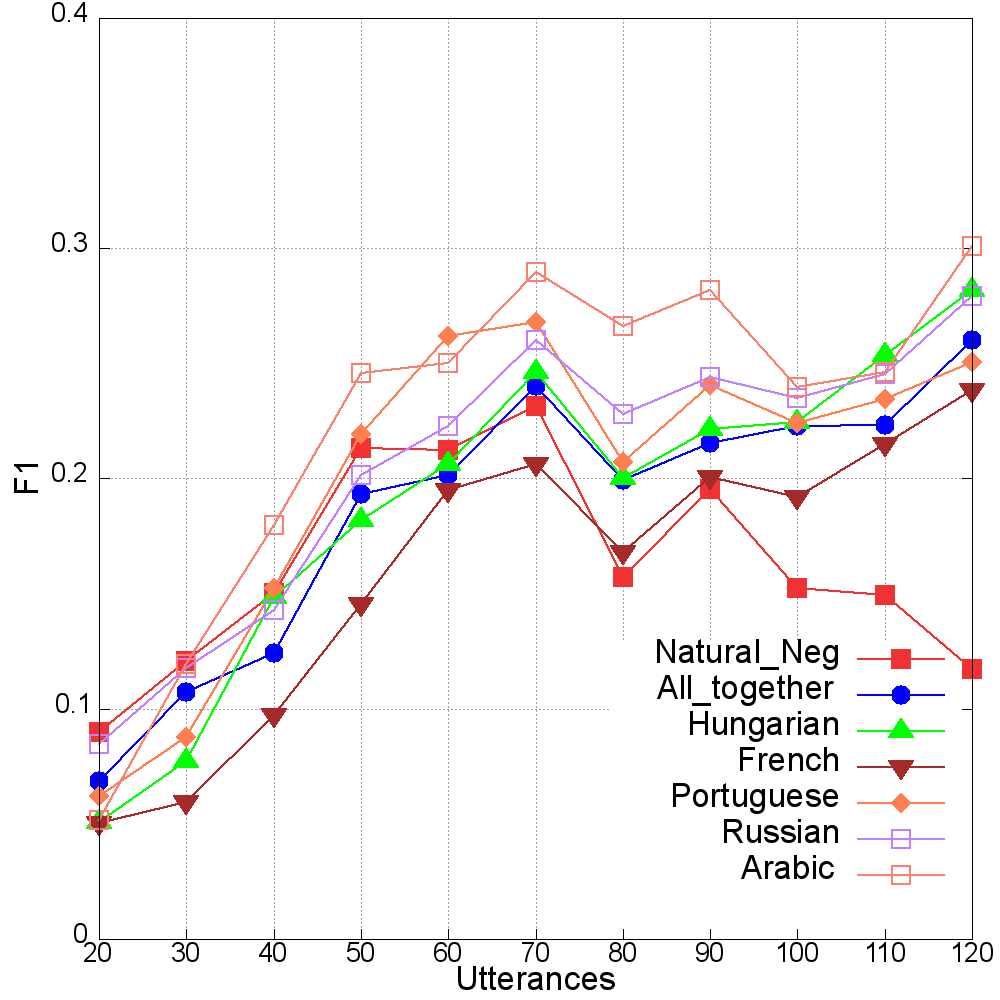 0.4
0.3
0.2
0.1
0
F1
Natural_Neg
All_together
Hungarian
French
Portuguese
Russian
Arabic
20 30 40 50 60 70 80 90 100 110 120
Utterances